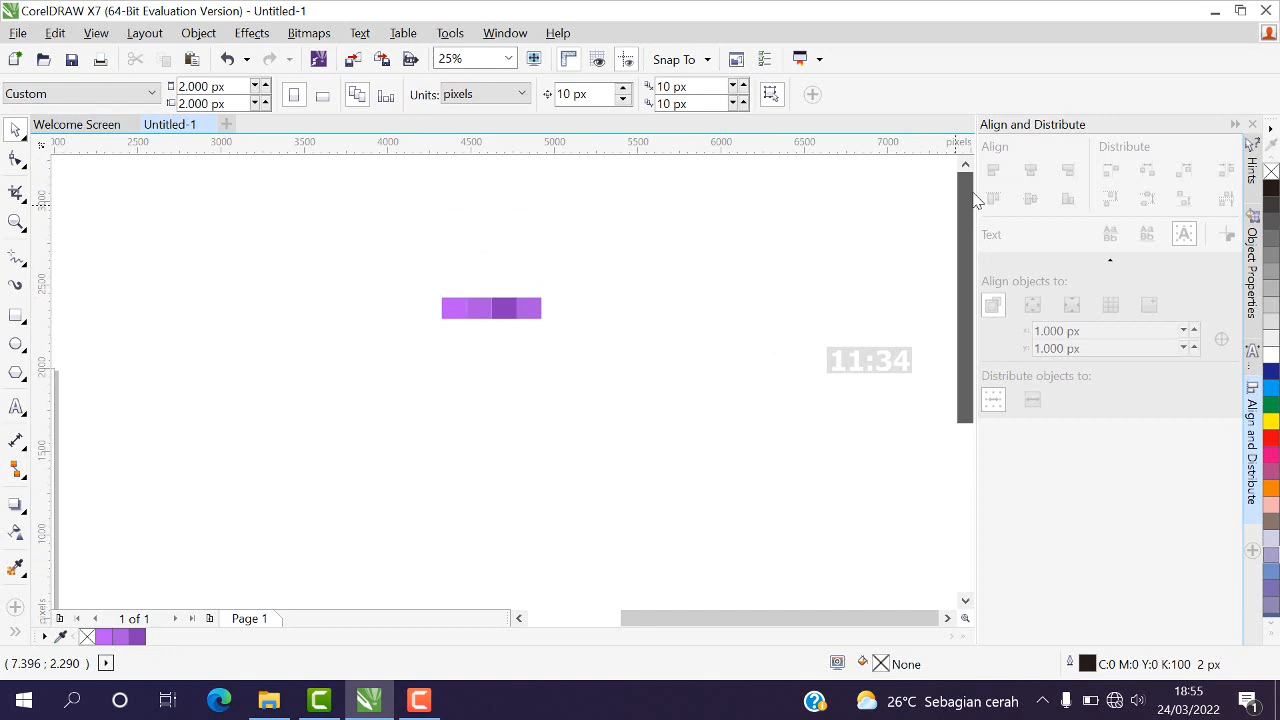 CorelDRAW X7 (64-Bit Evaluation Version) - Untitled-1
File Edit View Layout Object Effects Bitmaps Text Table Tools Window Help
25% Snap To
Custom 2.000 px 2.000 px Units: pixels 10 px 10 px 10 px
Welcome Screen Untitled-1
2500 3000 3500 4000 4500 5000 5500 6000 6500 7000 pixels
2500
2000
1500
1000
pixels
11:34
Align and Distribute
Align Distribute
Text
Align objects to:
x: 1.000 px
y: 1.000 px
Distribute objects to:
Hints
Object Properties
Align and Distribute
1 of 1 Page 1
(7.396 ; 2.290 ) None C:0 M:0 Y:0 K:100 2 px
26°C Sebagian cerah 18:55
24/03/2022